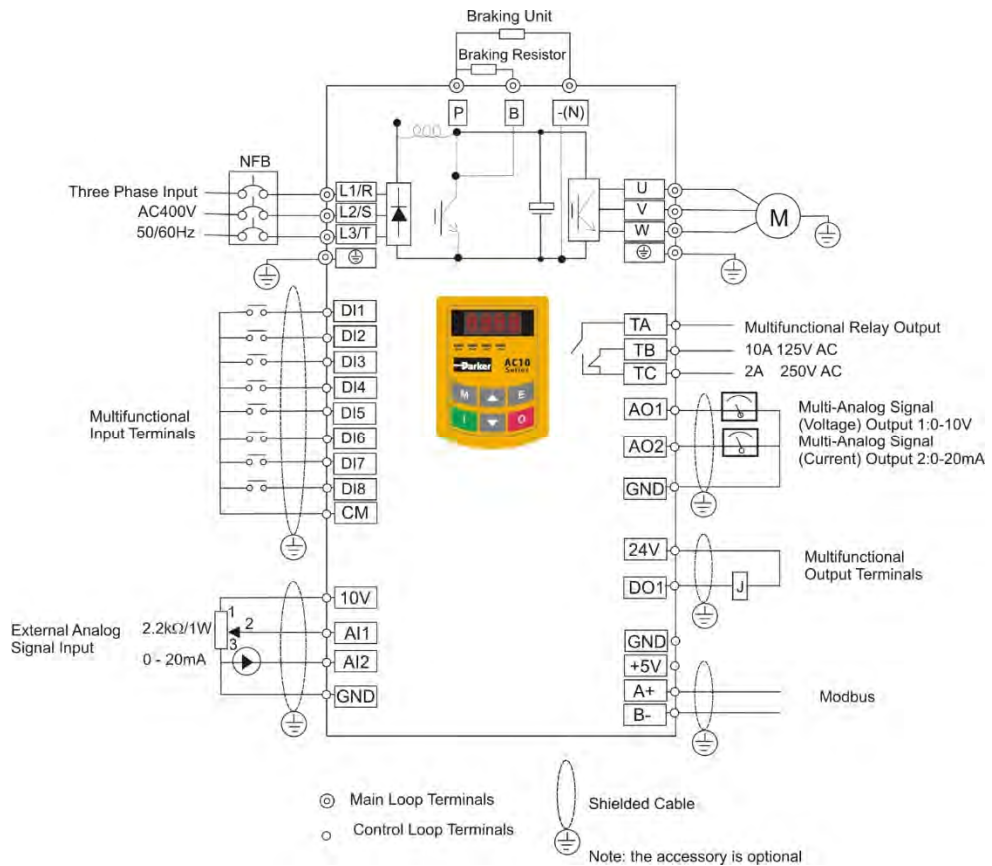 Braking Unit
Braking Resistor
P
B
-(N)
NFB
Three Phase Input
AC400V
50/60Hz
L1/R
L2/S
L3/T
U
V
W
M
DI1
DI2
DI3
DI4
DI5
DI6
DI7
DI8
CM
Multifunctional
Input Terminals
Parker
AC10
Series
M
E
I
O
TA
TB
TC
Multifunctional Relay Output
10A 125V AC
2A 250V AC
AO1
AO2
GND
Multi-Analog Signal
(Voltage) Output 1:0-10V
Multi-Analog Signal
(Current) Output 2:0-20mA
24V
DO1
J
Multifunctional
Output Terminals
10V
AI1
AI2
GND
1
2
3
2.2kΩ/1W
0 - 20mA
External Analog
Signal Input
GND
+5V
A+
B-
Modbus
Main Loop Terminals
Control Loop Terminals
Shielded Cable
Note: the accessory is optional